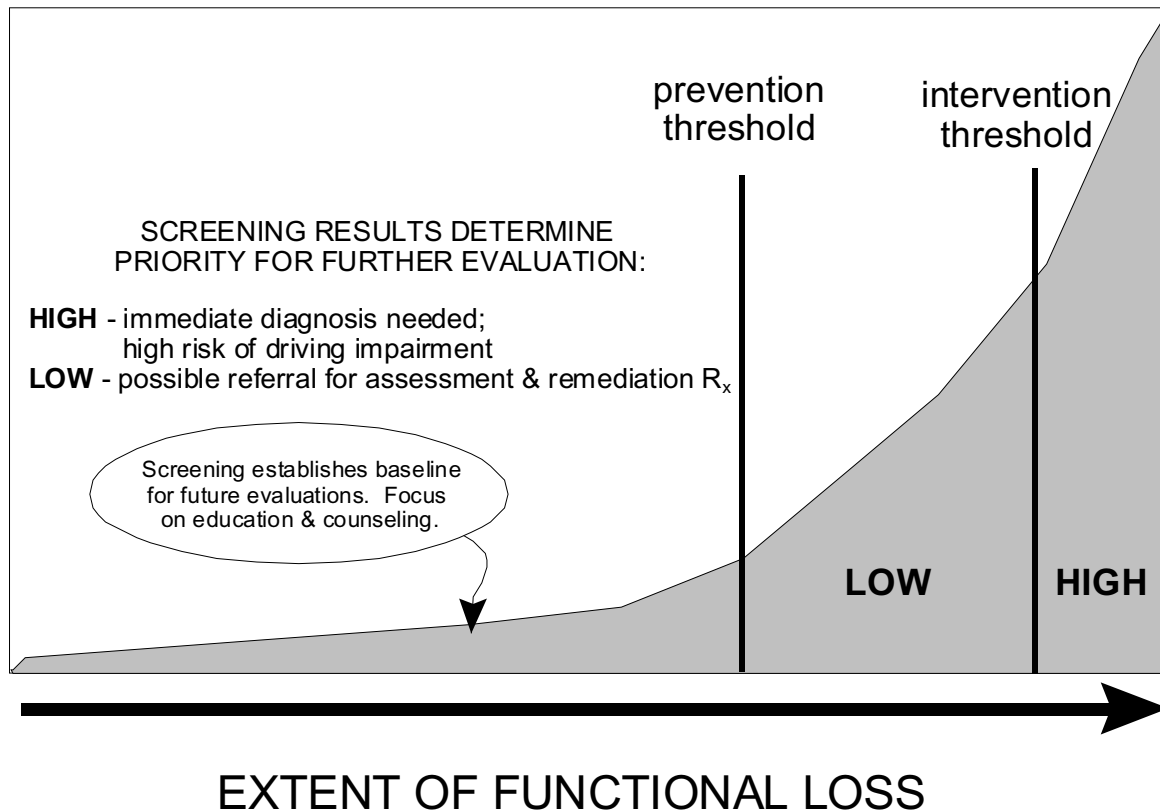 prevention
threshold
intervention
threshold
SCREENING RESULTS DETERMINE
PRIORITY FOR FURTHER EVALUATION:
HIGH - immediate diagnosis needed;
high risk of driving impairment
LOW - possible referral for assessment & remediation Rx
Screening establishes baseline
for future evaluations. Focus
on education & counseling.
LOW
HIGH
EXTENT OF FUNCTIONAL LOSS